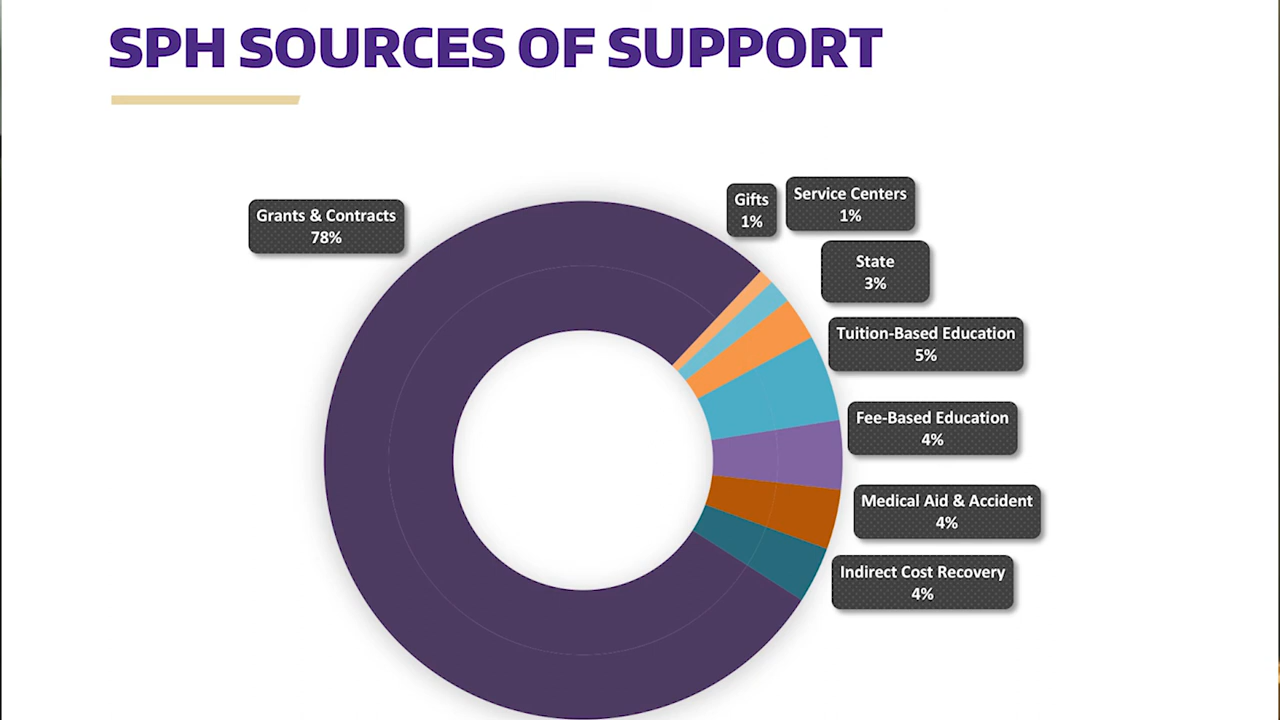 SPH SOURCES OF SUPPORT
Grants & Contracts
78%
Gifts
1%
Service Centers
1%
State
3%
Tuition-Based Education
5%
Fee-Based Education
4%
Medical Aid & Accident
4%
Indirect Cost Recovery
4%